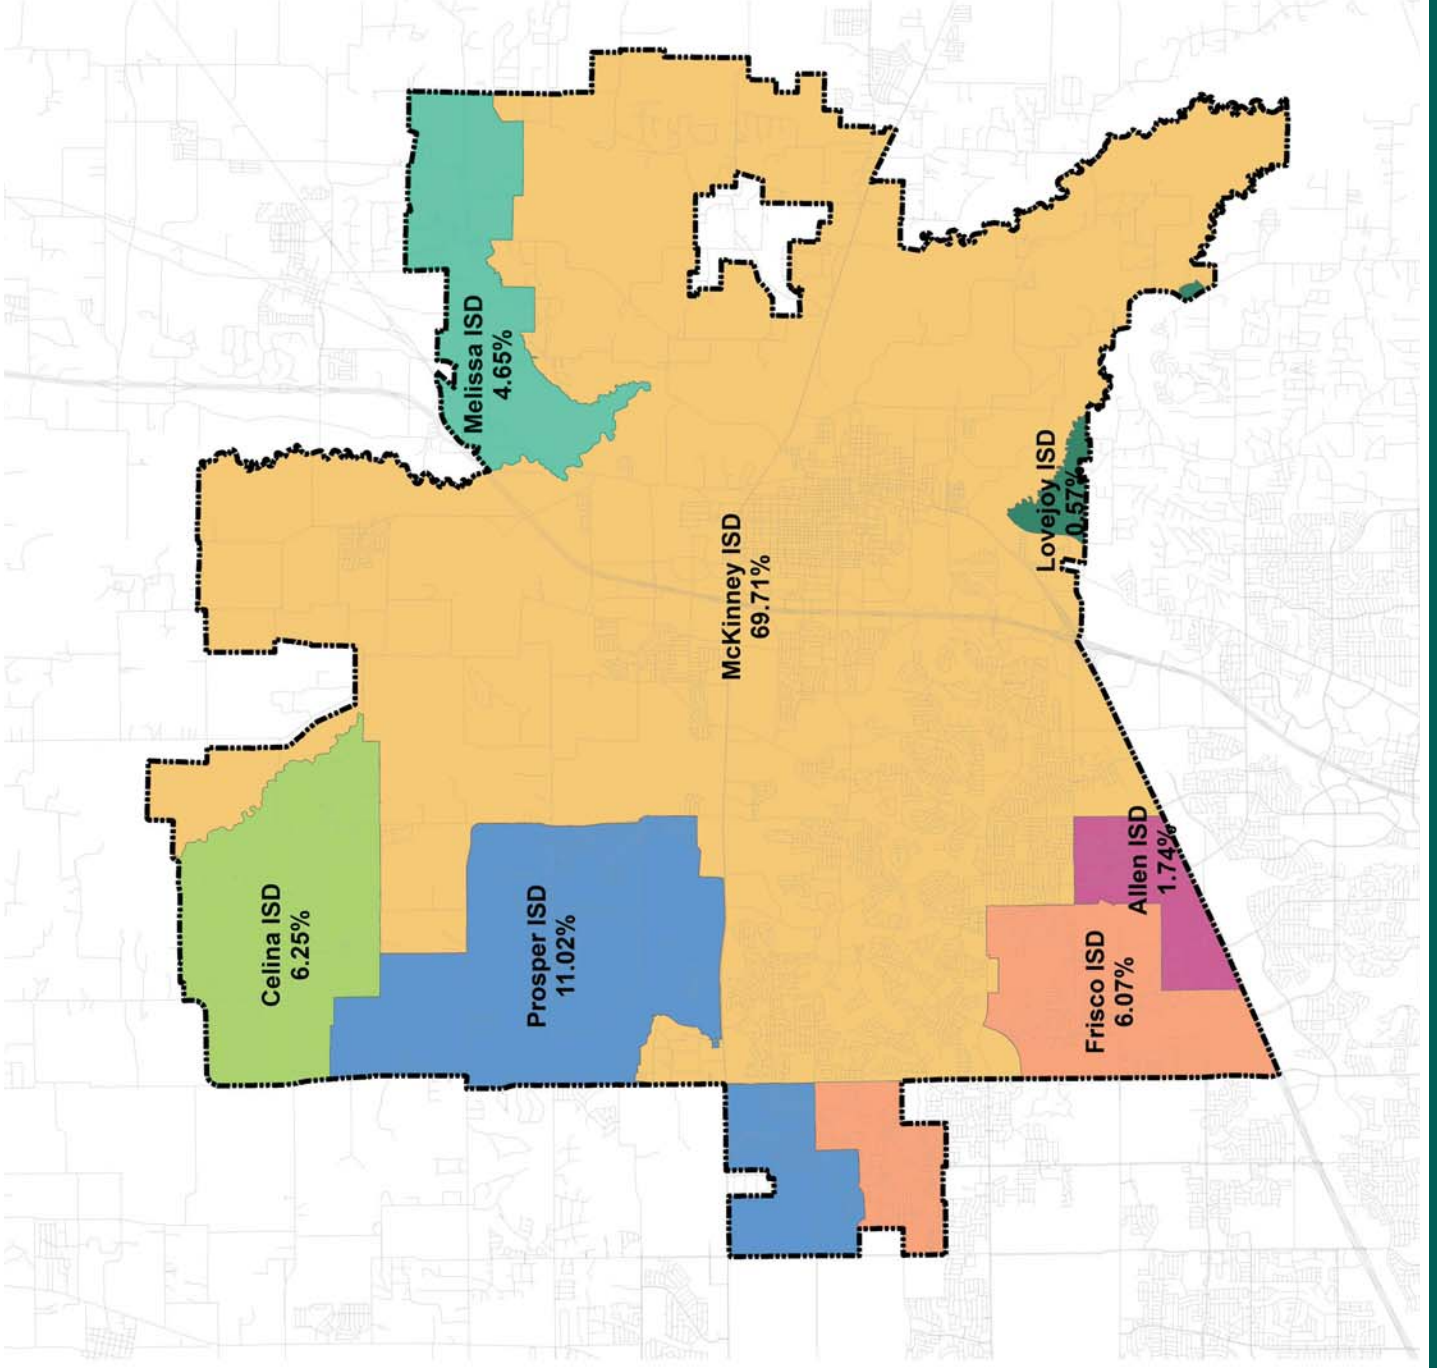 Melissa ISD
4.65%
McKinney ISD
69.71%
Lovejoy ISD
0.57%
Celina ISD
6.25%
Prosper ISD
11.02%
Allen ISD
1.74%
Frisco ISD
6.07%